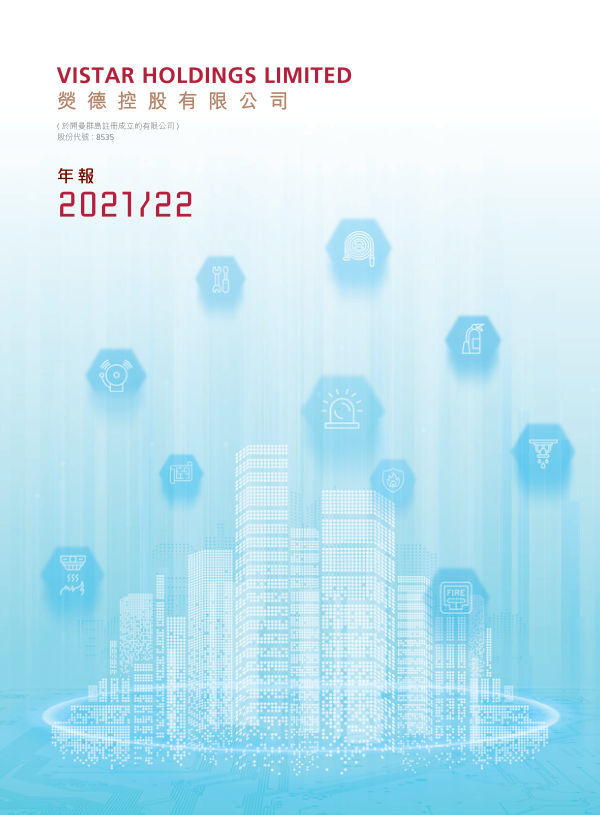 VISTAR HOLDINGS LIMITED
熒德控股有限公司
(於開曼群島註冊成立的有限公司)
股份代號：8535
年報
2021/22
FIRE